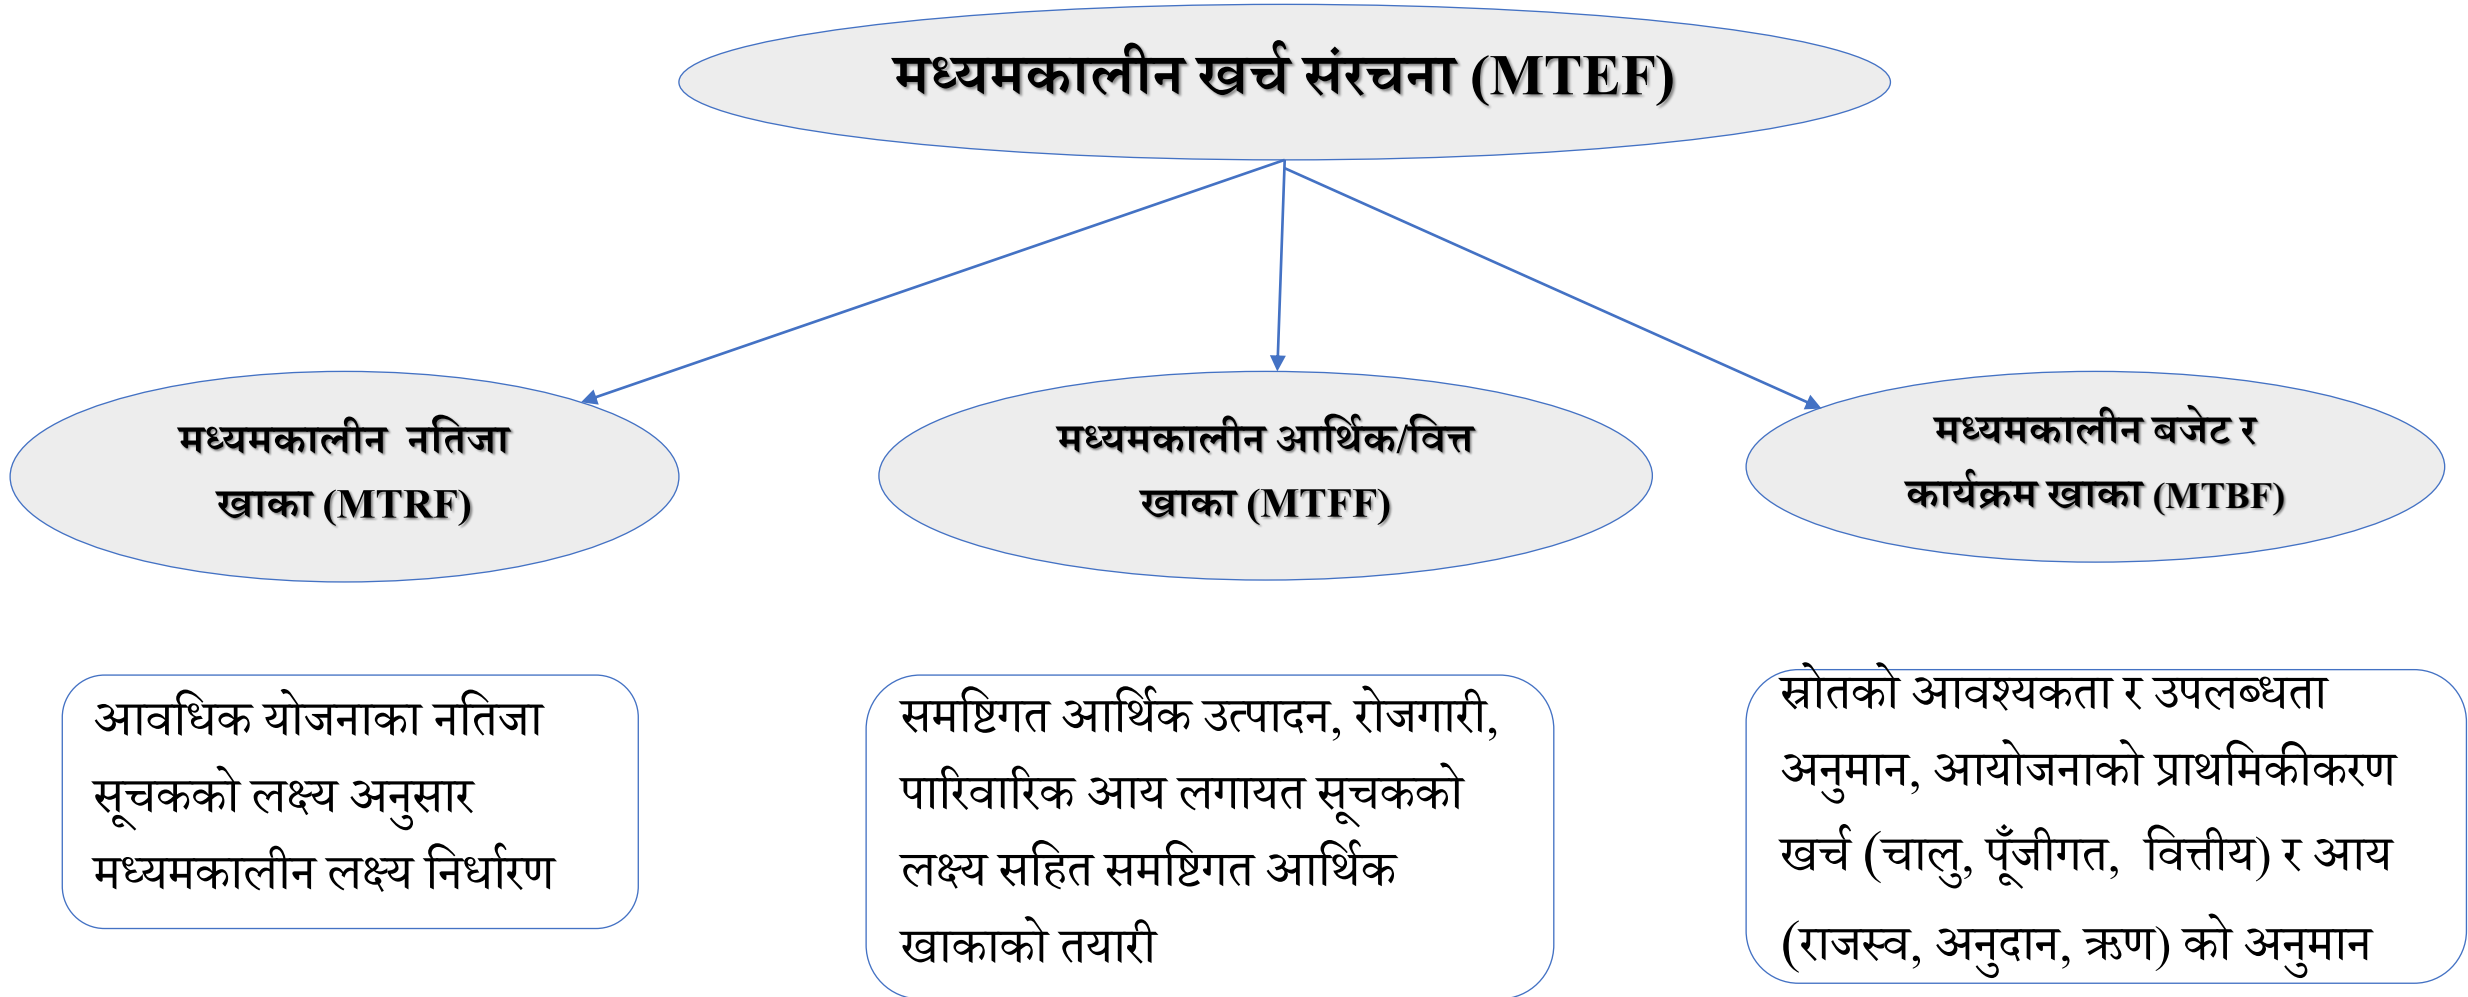 मध्यमकालीन खर्च संरचना (MTEF)
मध्यमकालीन नतिजा
खाका (MTRF)
मध्यमकालीन आर्थिक/वित्त
खाका (MTFF)
मध्यमकालीन बजेट र
कार्यक्रम खाका (MTBF)
आवधिक योजनाका नतिजा
सूचकको लक्ष्य अनुसार
मध्यमकालीन लक्ष्य निर्धारण
समष्टिगत आर्थिक उत्पादन, रोजगारी,
पारिवारिक आय लगायत सूचकको
लक्ष्य सहित समष्टिगत आर्थिक
खाकाको तयारी
स्रोतको आवश्यकता र उपलब्धता
अनुमान, आयोजनाको प्राथमिकीकरण
खर्च (चालु, पूँजीगत, वित्तीय) र आय
(राजस्व, अनुदान, ऋण) को अनुमान